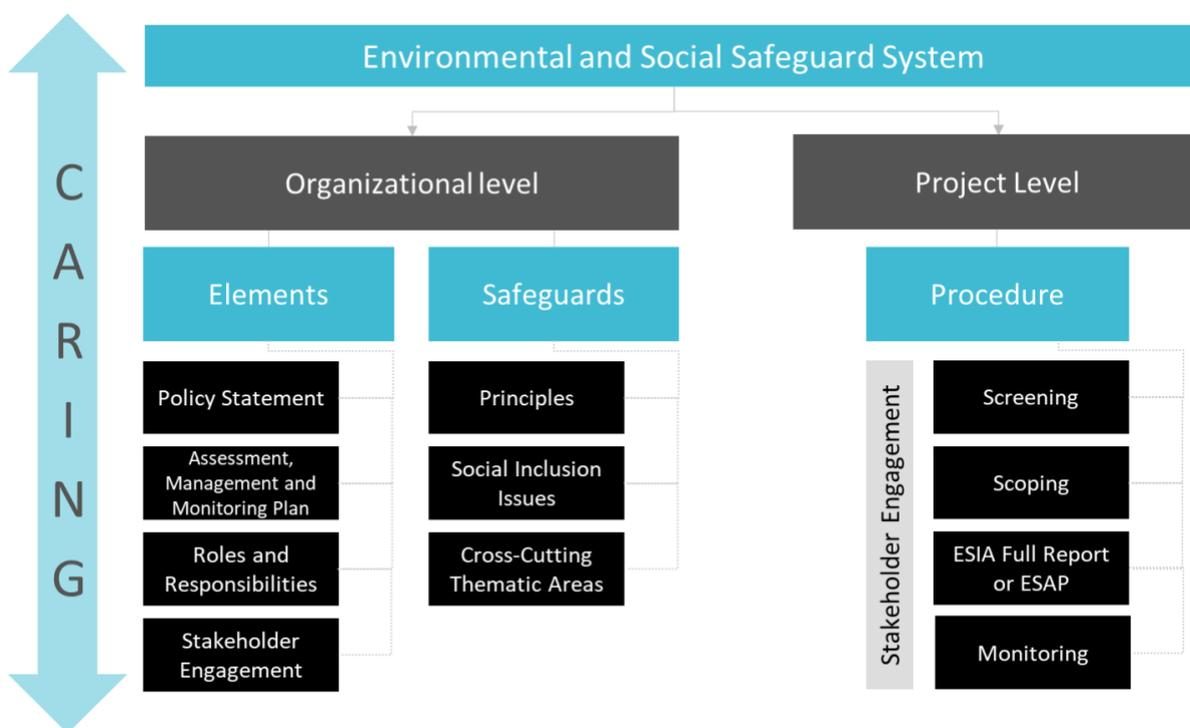 Environmental and Social Safeguard System
CARING
Organizational level
Project Level
Elements
Safeguards
Procedure
Policy Statement
Assessment,
Management and
Monitoring Plan
Roles and
Responsibilities
Stakeholder
Engagement
Principles
Social Inclusion
Issues
Cross-Cutting
Thematic Areas
Stakeholder Engagement
Screening
Scoping
ESIA Full Report
or ESAP
Monitoring